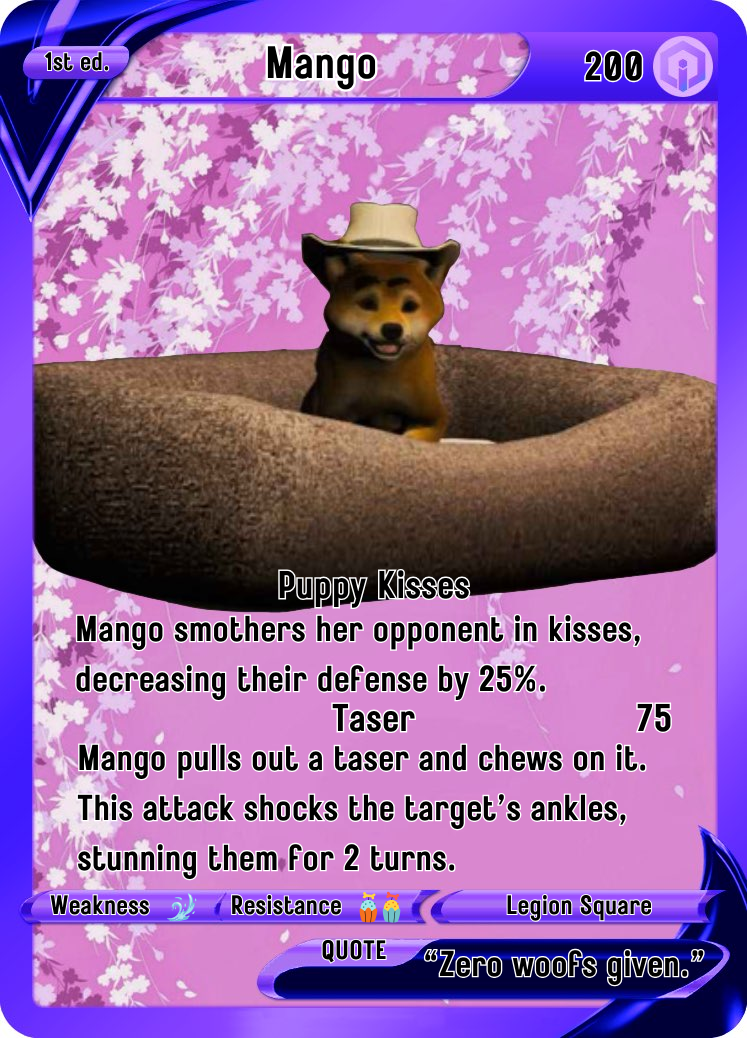 1st ed.
Mango
200
Puppy Kisses
Mango smothers her opponent in kisses,
decreasing their defense by 25%.
Taser 75
Mango pulls out a taser and chews on it.
This attack shocks the target’s ankles,
stunning them for 2 turns.
Weakness Resistance Legion Square
QUOTE “Zero woofs given.”